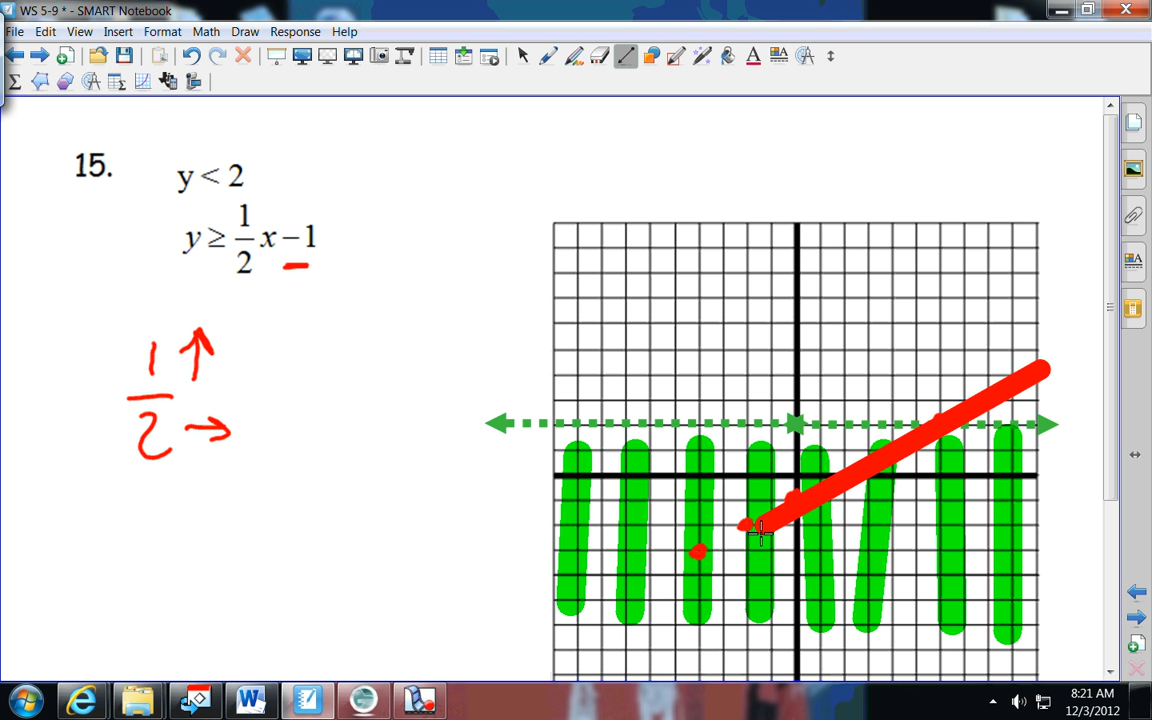 WS 5-9 * - SMART Notebook
File Edit View Insert Format Math Draw Response Help
15.
y < 2
y ≥ 1/2 x − 1
1 ↑
2 →
8:21 AM
12/3/2012